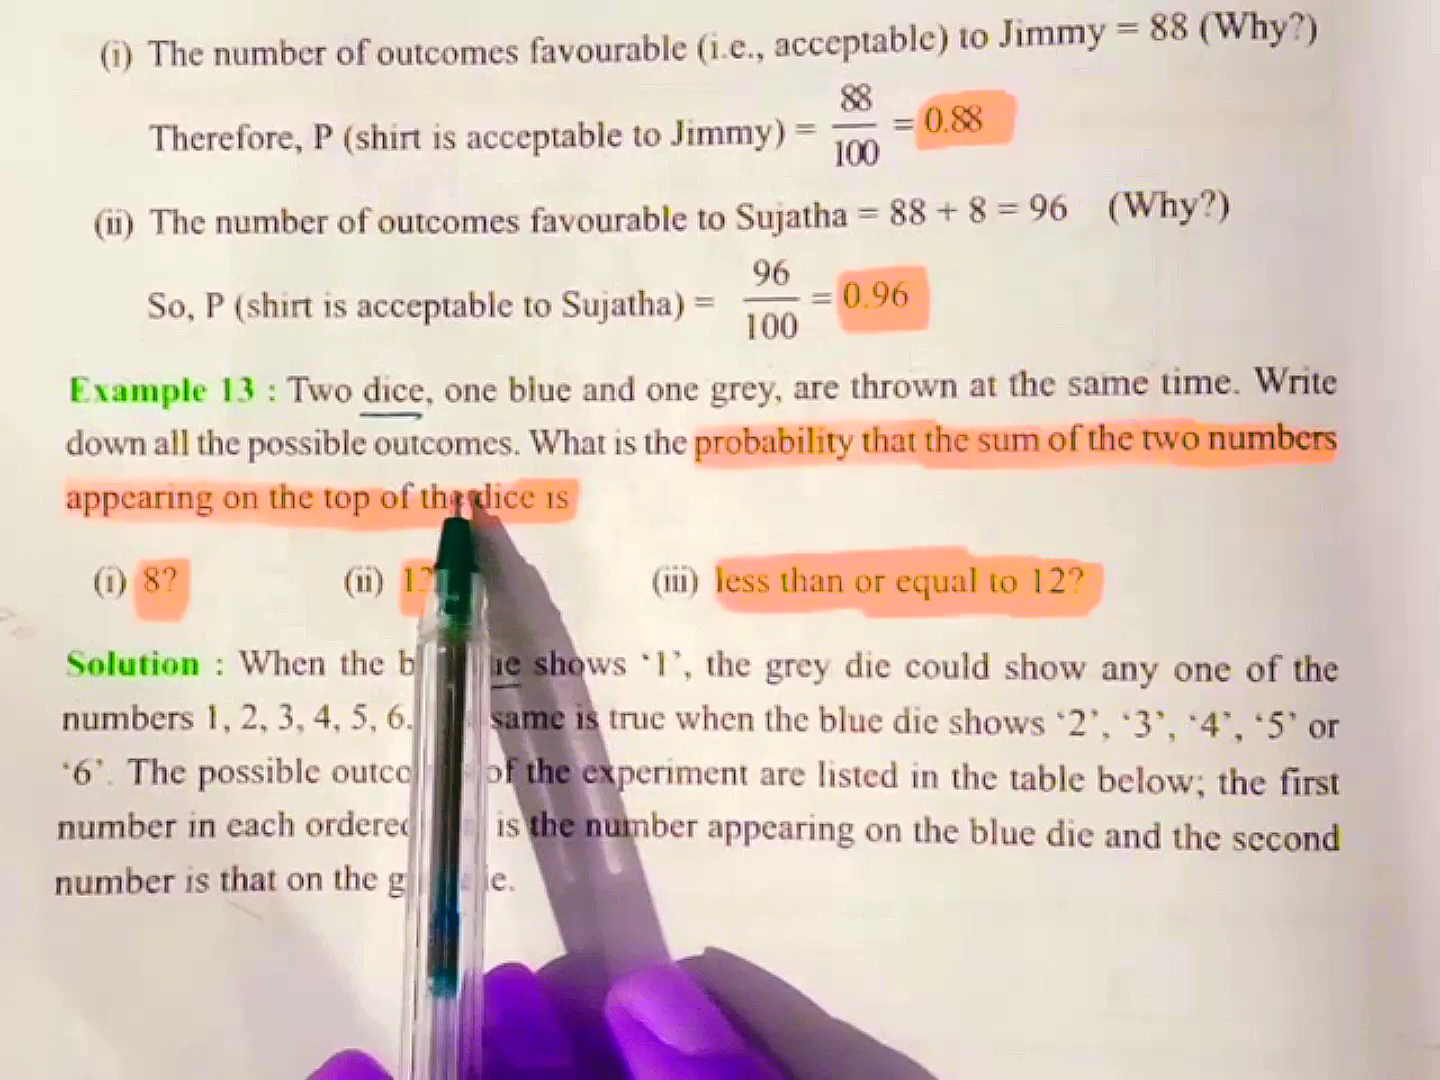 (i) The number of outcomes favourable (i.e., acceptable) to Jimmy = 88 (Why?)
Therefore, P (shirt is acceptable to Jimmy) = 88/100 = 0.88
(ii) The number of outcomes favourable to Sujatha = 88 + 8 = 96 (Why?)
So, P (shirt is acceptable to Sujatha) = 96/100 = 0.96
Example 13 : Two dice, one blue and one grey, are thrown at the same time. Write
down all the possible outcomes. What is the probability that the sum of the two numbers
appearing on the top of the dice is
(i) 8? (ii) (iii) less than or equal to 12?
Solution : When the shows ‘1’, the grey die could show any one of the
numbers 1, 2, 3, 4, 5, 6. same is true when the blue die shows ‘2’, ‘3’, ‘4’, ‘5’ or
‘6’. The possible of the experiment are listed in the table below; the first
number in each is the number appearing on the blue die and the second
number is that on the